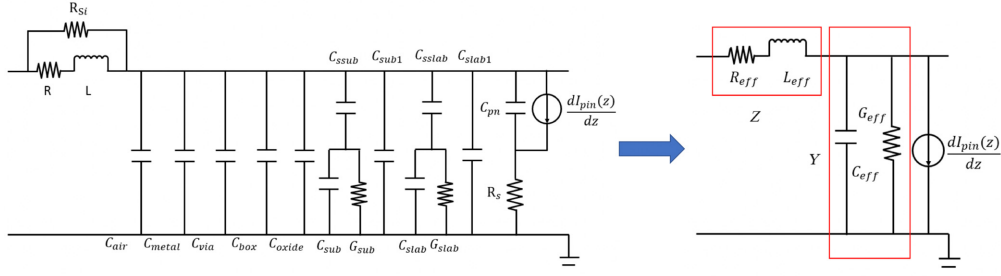 R_Si
R L
C_ssub C_sub1 C_sslab C_slab1
C_pn
dI_pin(z)
dz
R_s
C_air C_metal C_via C_box C_oxide C_sub G_sub C_slab G_slab
R_eff L_eff
Z
Y
G_eff
C_eff
dI_pin(z)
dz